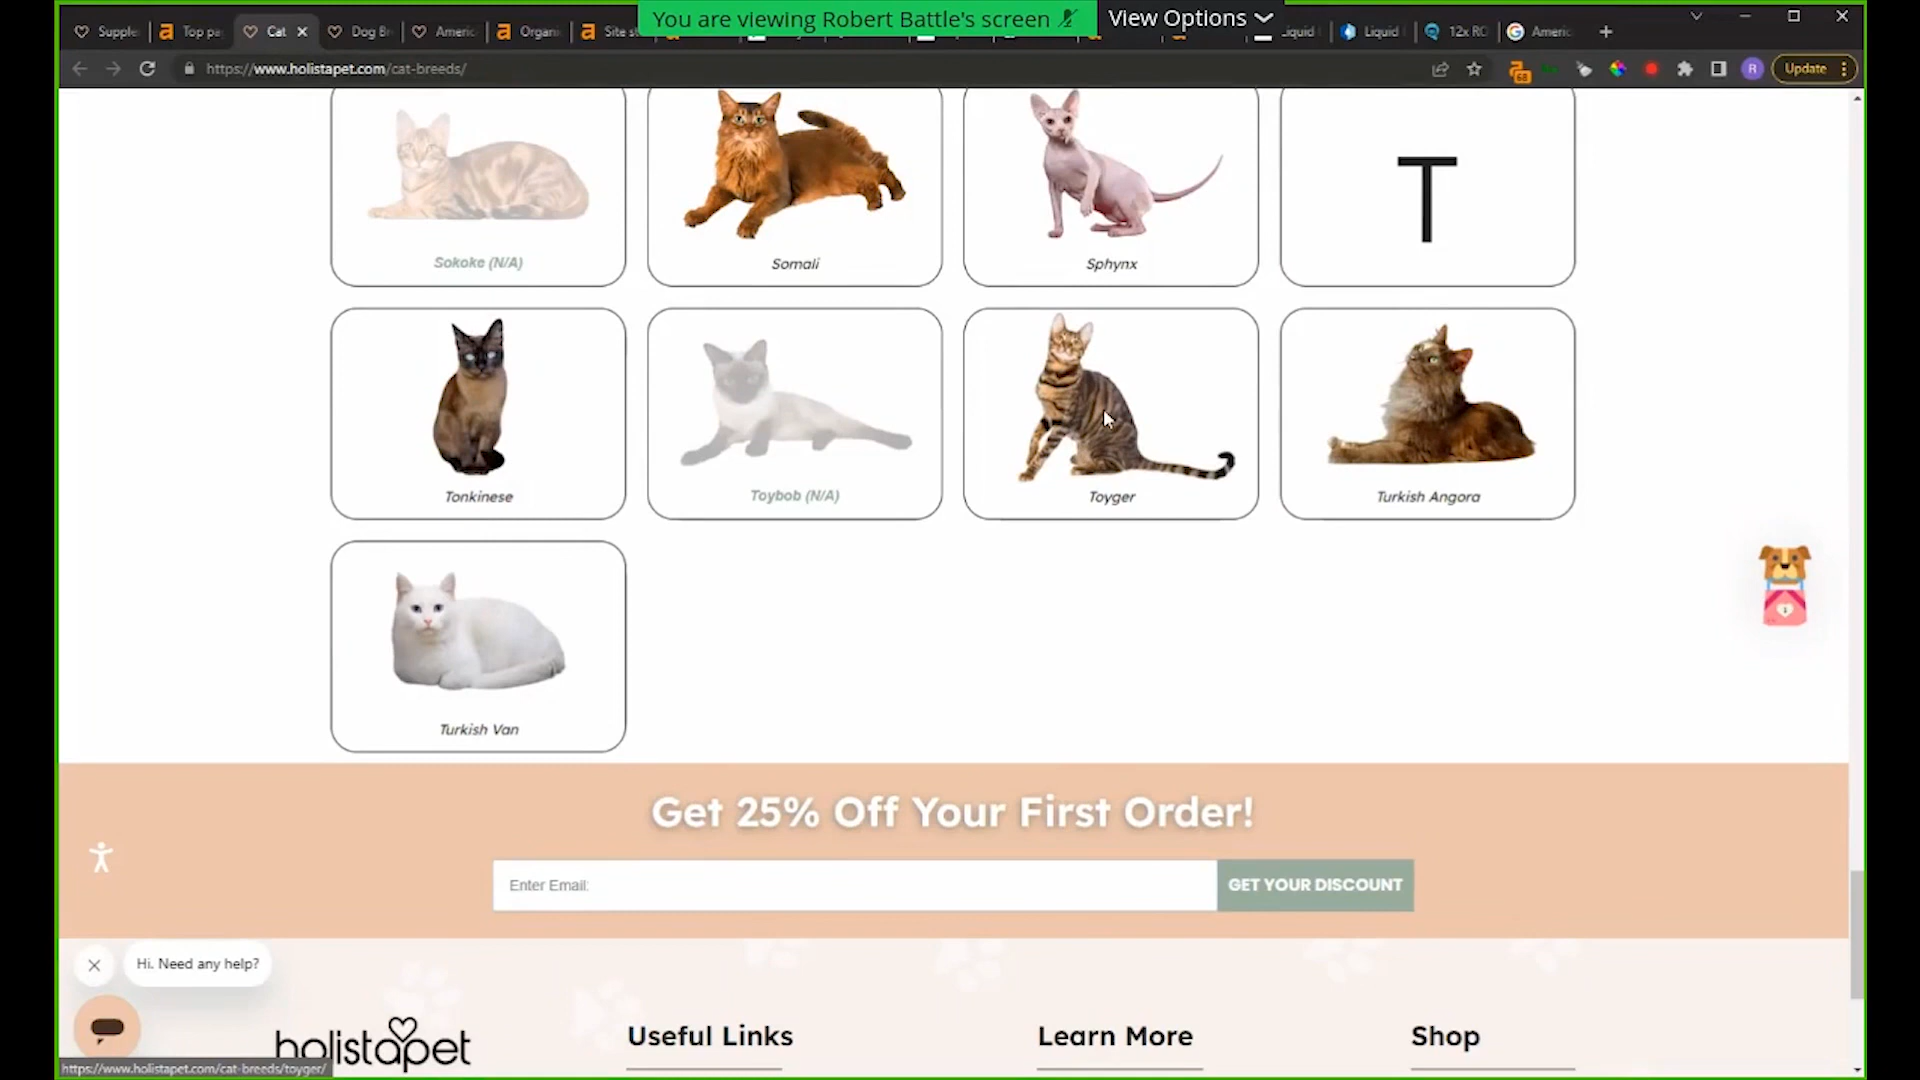 You are viewing Robert Battle's screen
View Options
Supple
Top pa
Cat
Dog B
Americ
Organi
Site st
Liquid
12x RO
Americ
https://www.holistapet.com/cat-breeds/
68
R
Update
Sokoke (N/A)
Somali
Sphynx
T
Tonkinese
Toybob (N/A)
Toyger
Turkish Angora
Turkish Van
Get 25% Off Your First Order!
Enter Email:
GET YOUR DISCOUNT
Hi. Need any help?
holistapet
Useful Links
Learn More
Shop
https://www.holistapet.com/cat-breeds/toyger/